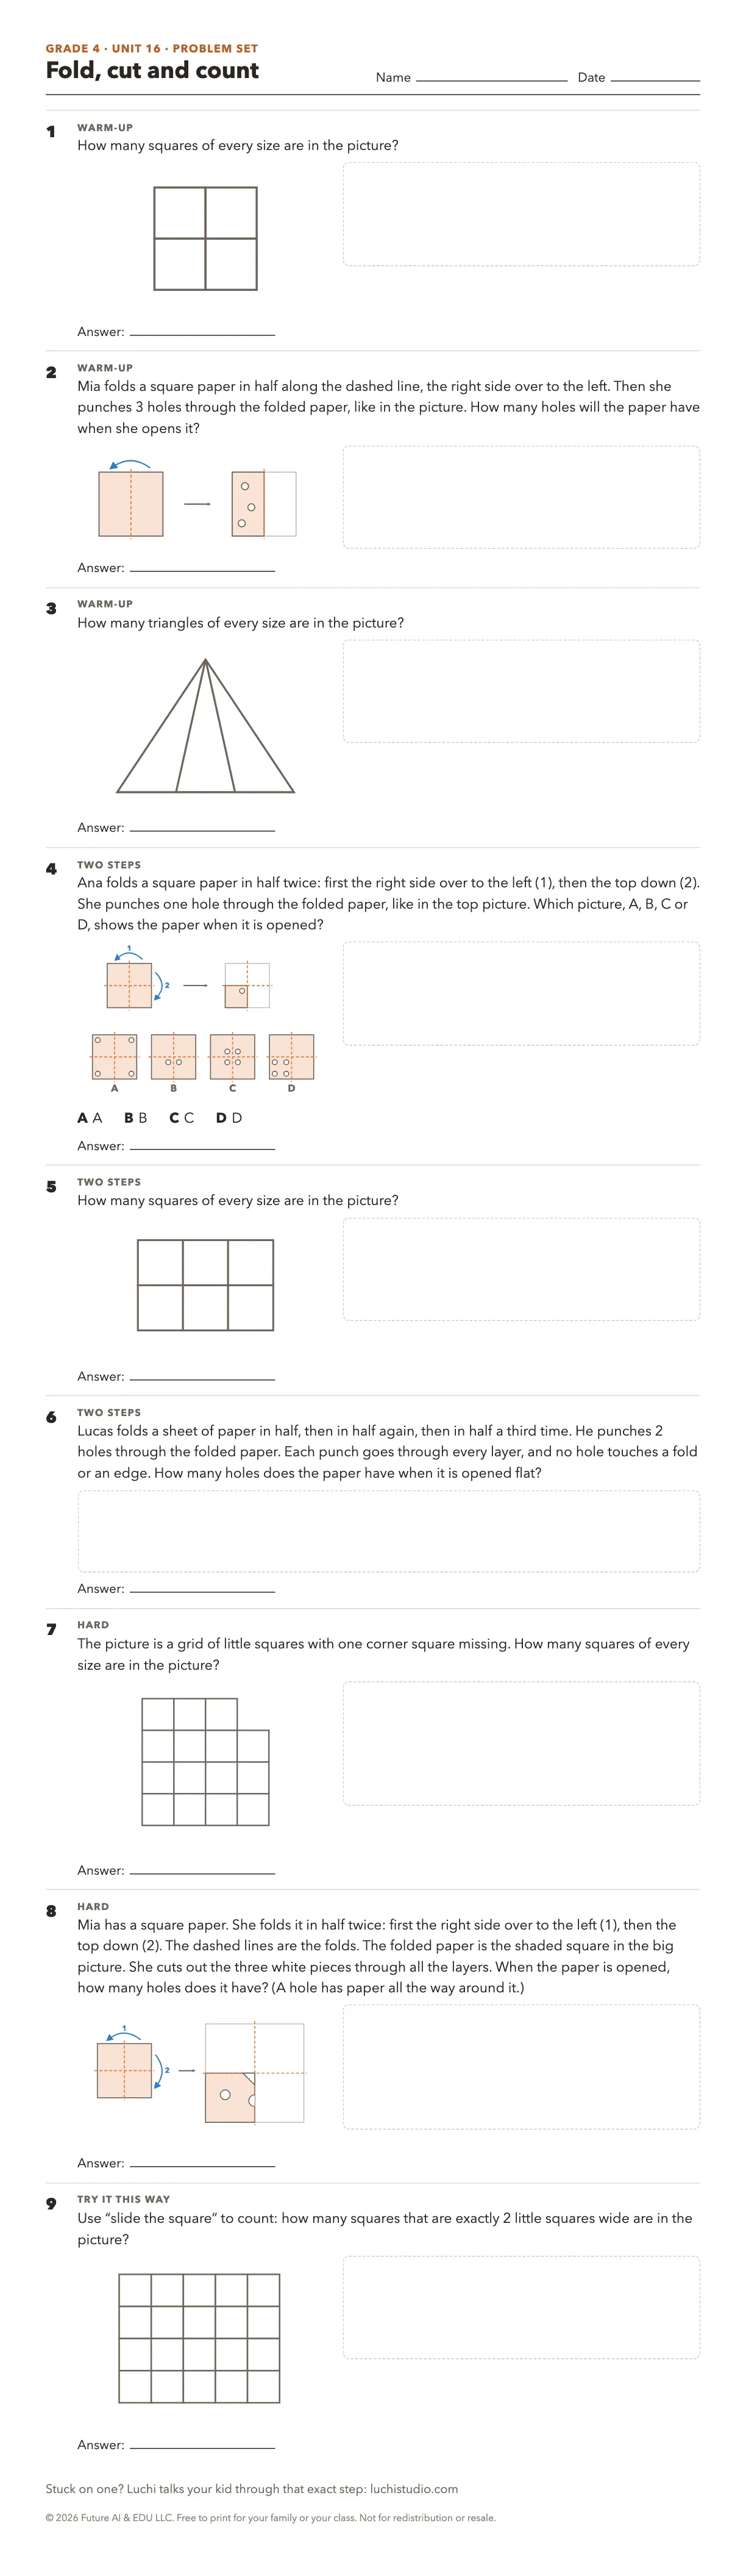 GRADE 4 · UNIT 16 · PROBLEM SET
Fold, cut and count
Name
Date
1
WARM-UP
How many squares of every size are in the picture?
Answer:
2
WARM-UP
Mia folds a square paper in half along the dashed line, the right side over to the left. Then she
punches 3 holes through the folded paper, like in the picture. How many holes will the paper have
when she opens it?
Answer:
3
WARM-UP
How many triangles of every size are in the picture?
Answer:
4
TWO STEPS
Ana folds a square paper in half twice: first the right side over to the left (1), then the top down (2).
She punches one hole through the folded paper, like in the top picture. Which picture, A, B, C or
D, shows the paper when it is opened?
1
2
A B C D
A A B B C C D D
Answer:
5
TWO STEPS
How many squares of every size are in the picture?
Answer:
6
TWO STEPS
Lucas folds a sheet of paper in half, then in half again, then in half a third time. He punches 2
holes through the folded paper. Each punch goes through every layer, and no hole touches a fold
or an edge. How many holes does the paper have when it is opened flat?
Answer:
7
HARD
The picture is a grid of little squares with one corner square missing. How many squares of every
size are in the picture?
Answer:
8
HARD
Mia has a square paper. She folds it in half twice: first the right side over to the left (1), then the
top down (2). The dashed lines are the folds. The folded paper is the shaded square in the big
picture. She cuts out the three white pieces through all the layers. When the paper is opened,
how many holes does it have? (A hole has paper all the way around it.)
1
2
Answer:
9
TRY IT THIS WAY
Use “slide the square” to count: how many squares that are exactly 2 little squares wide are in the
picture?
Answer:
Stuck on one? Luchi talks your kid through that exact step: luchistudio.com
© 2026 Future AI & EDU LLC. Free to print for your family or your class. Not for redistribution or resale.